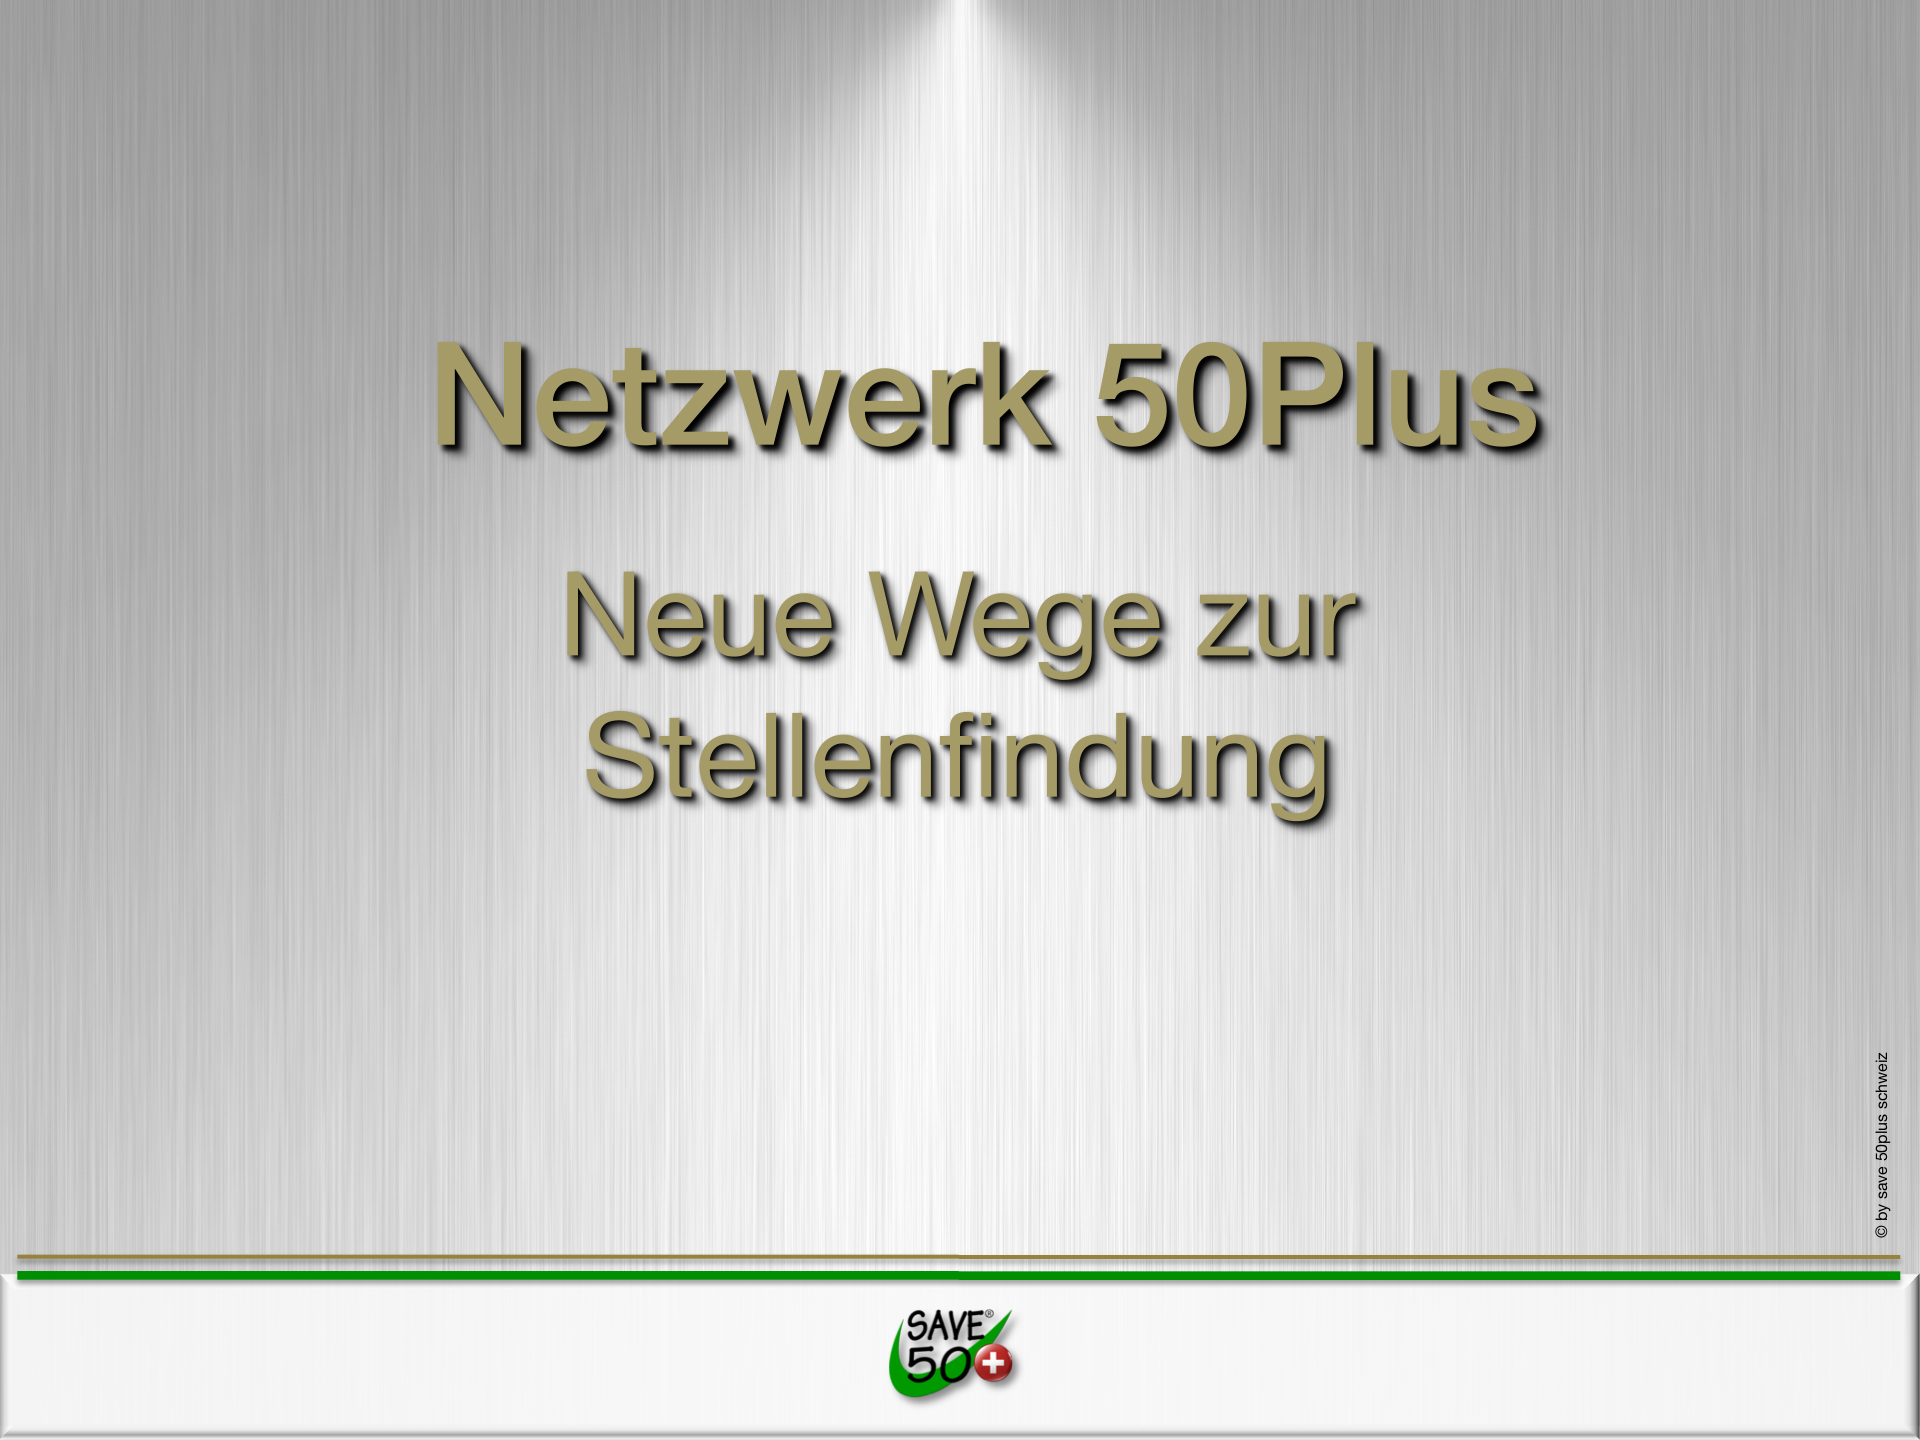 Netzwerk 50Plus
Neue Wege zur
Stellenfindung
© by save 50plus schweiz
SAVE®
50+